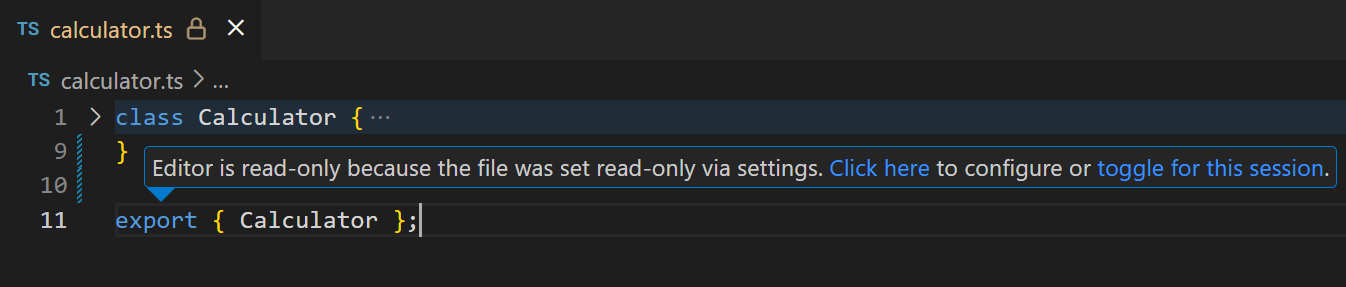 TS calculator.ts
TS calculator.ts > ...
1 > class Calculator { ···
9 }
Editor is read-only because the file was set read-only via settings. Click here to configure or toggle for this session.
10
11 export { Calculator };